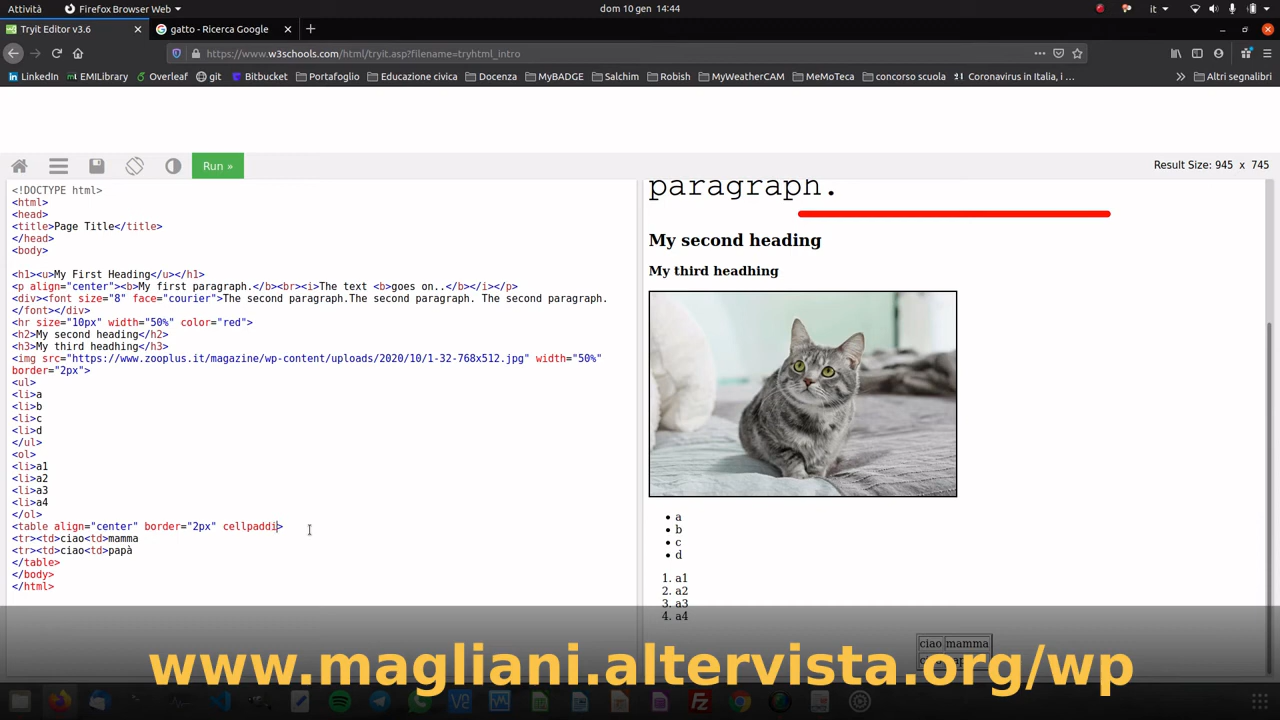 Attività
Firefox Browser Web
dom 10 gen 14:44
it
Tryit Editor v3.6
gatto - Ricerca Google
https://www.w3schools.com/html/tryit.asp?filename=tryhtml_intro
LinkedIn
EMILibrary
Overleaf
git
Bitbucket
Portafoglio
Educazione civica
Docenza
MyBADGE
Salchim
Robish
MyWeatherCAM
MeMoTeca
concorso scuola
Coronavirus in Italia, i …
Altri segnalibri
Run »
Result Size: 945 x 745
<!DOCTYPE html>
<html>
<head>
<title>Page Title</title>
</head>
<body>
<h1><u>My First Heading</u></h1>
<p align="center"><b>My first paragraph.</b><br><i>The text <b>goes on..</b></i></p>
<div><font size="8" face="courier">The second paragraph.The second paragraph. The second paragraph.
</font></div>
<hr size="10px" width="50%" color="red">
<h2>My second heading</h2>
<h3>My third headhing</h3>
<img src="https://www.zooplus.it/magazine/wp-content/uploads/2020/10/1-32-768x512.jpg" width="50%"
border="2px">
<ul>
<li>a
<li>b
<li>c
<li>d
</ul>
<ol>
<li>a1
<li>a2
<li>a3
<li>a4
</ol>
<table align="center" border="2px" cellpaddi>
<tr><td>ciao<td>mamma
<tr><td>ciao<td>papà
</table>
</body>
</html>
paragraph.
My second heading
My third headhing
a
b
c
d
1. a1
2. a2
3. a3
4. a4
ciao mamma
www.magliani.altervista.org/wp